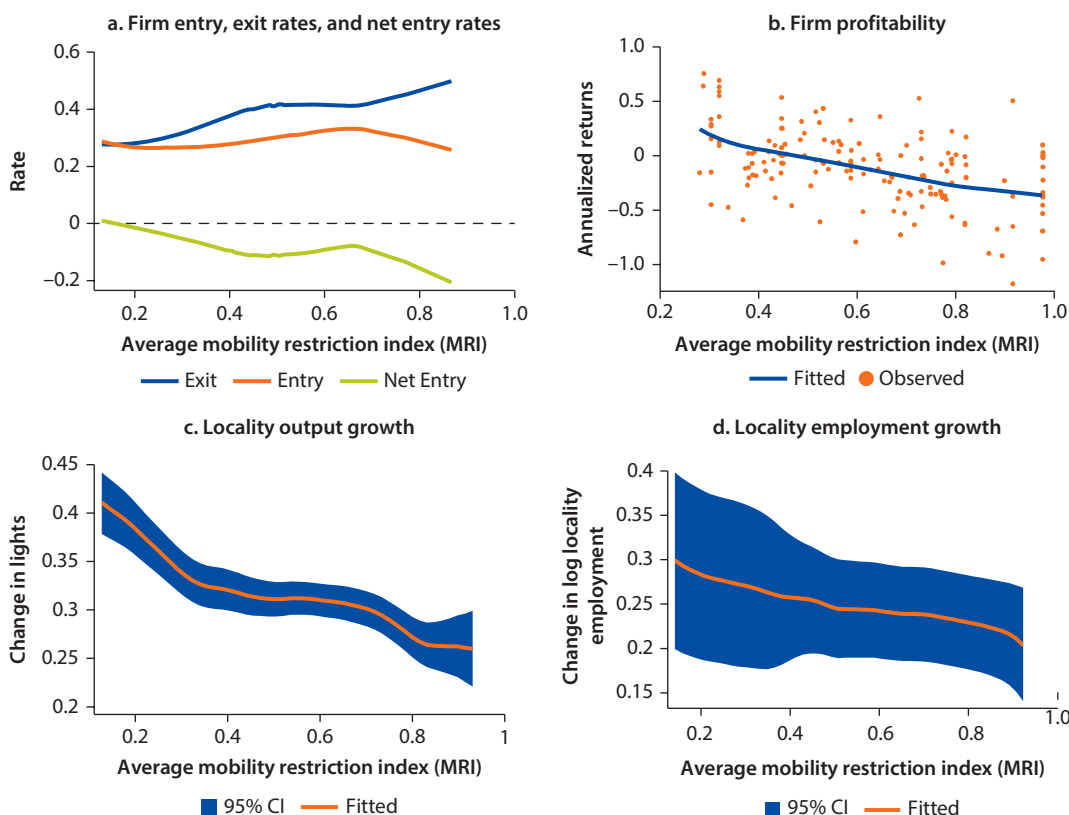 a. Firm entry, exit rates, and net entry rates
0.6
0.4
0.2
0
−0.2
Rate
0.2
0.4
0.6
0.8
1.0
Average mobility restriction index (MRI)
Exit
Entry
Net Entry
b. Firm profitability
1.0
0.5
0
−0.5
−1.0
Annualized returns
0.2
0.4
0.6
0.8
1.0
Average mobility restriction index (MRI)
Fitted
Observed
c. Locality output growth
0.45
0.4
0.35
0.3
0.25
0.2
Change in lights
0.2
0.4
0.6
0.8
1
Average mobility restriction index (MRI)
95% CI
Fitted
d. Locality employment growth
0.4
0.35
0.3
0.25
0.2
0.15
Change in log locality
employment
0.2
0.4
0.6
0.8
1.0
Average mobility restriction index (MRI)
95% CI
Fitted